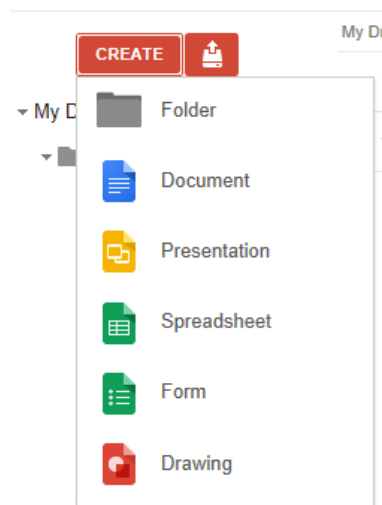 My D
CREATE
My D
Folder
Document
Presentation
Spreadsheet
Form
Drawing